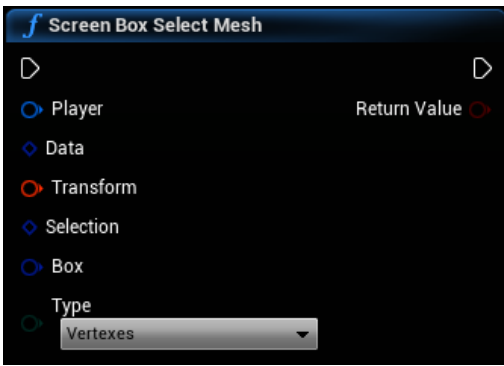 Screen Box Select Mesh
Player
Return Value
Data
Transform
Selection
Box
Type
Vertexes